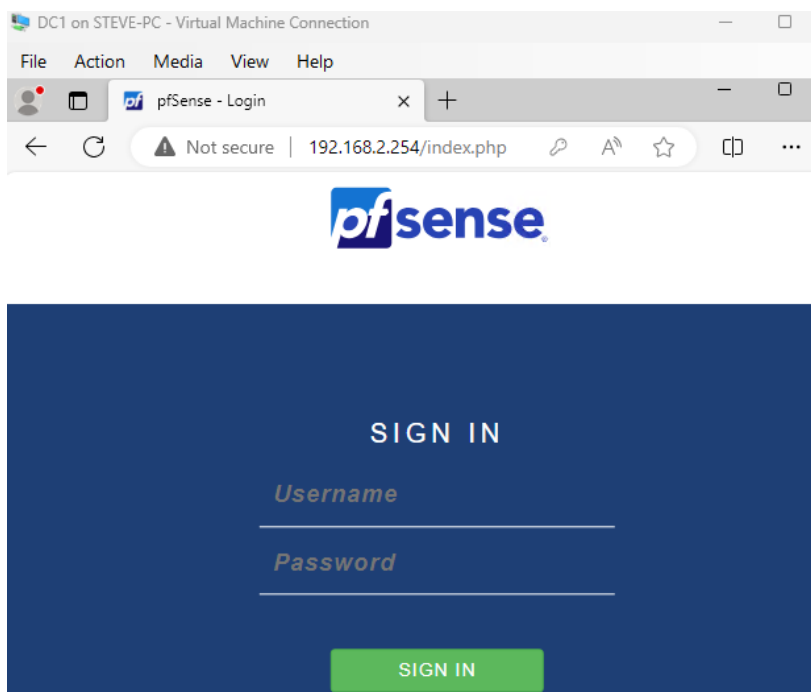 DC1 on STEVE-PC - Virtual Machine Connection
File Action Media View Help
pf pfSense - Login
Not secure | 192.168.2.254/index.php
pfsense®
SIGN IN
Username
Password
SIGN IN